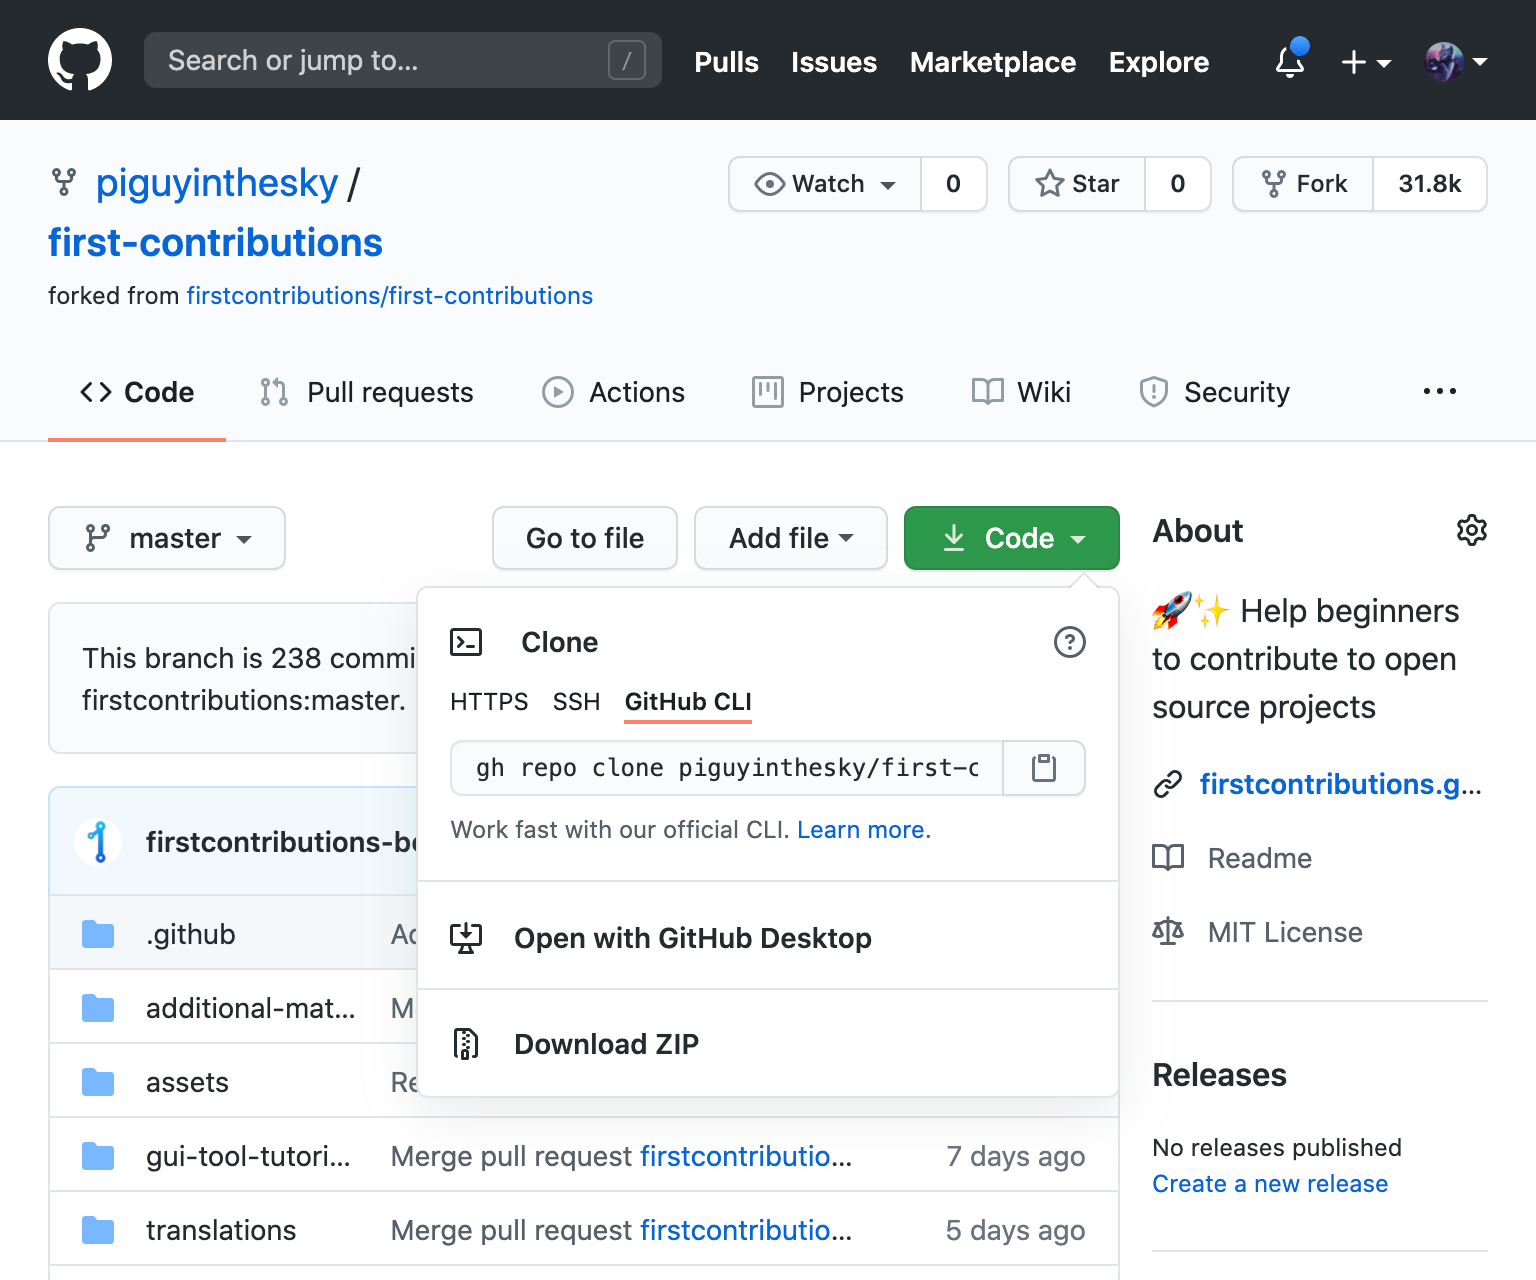 Search or jump to...
/
Pulls
Issues
Marketplace
Explore
piguyinthesky /
first-contributions
forked from firstcontributions/first-contributions
Watch
0
Star
0
Fork
31.8k
Code
Pull requests
Actions
Projects
Wiki
Security
master
Go to file
Add file
Code
This branch is 238 commi
firstcontributions:master.
Clone
HTTPS
SSH
GitHub CLI
gh repo clone piguyinthesky/first-c
Work fast with our official CLI. Learn more.
Open with GitHub Desktop
Download ZIP
firstcontributions-b
.github
Ad
additional-mat...
M
assets
Re
gui-tool-tutori...
Merge pull request firstcontributio...
7 days ago
translations
Merge pull request firstcontributio...
5 days ago
About
🚀✨ Help beginners
to contribute to open
source projects
firstcontributions.g...
Readme
MIT License
Releases
No releases published
Create a new release